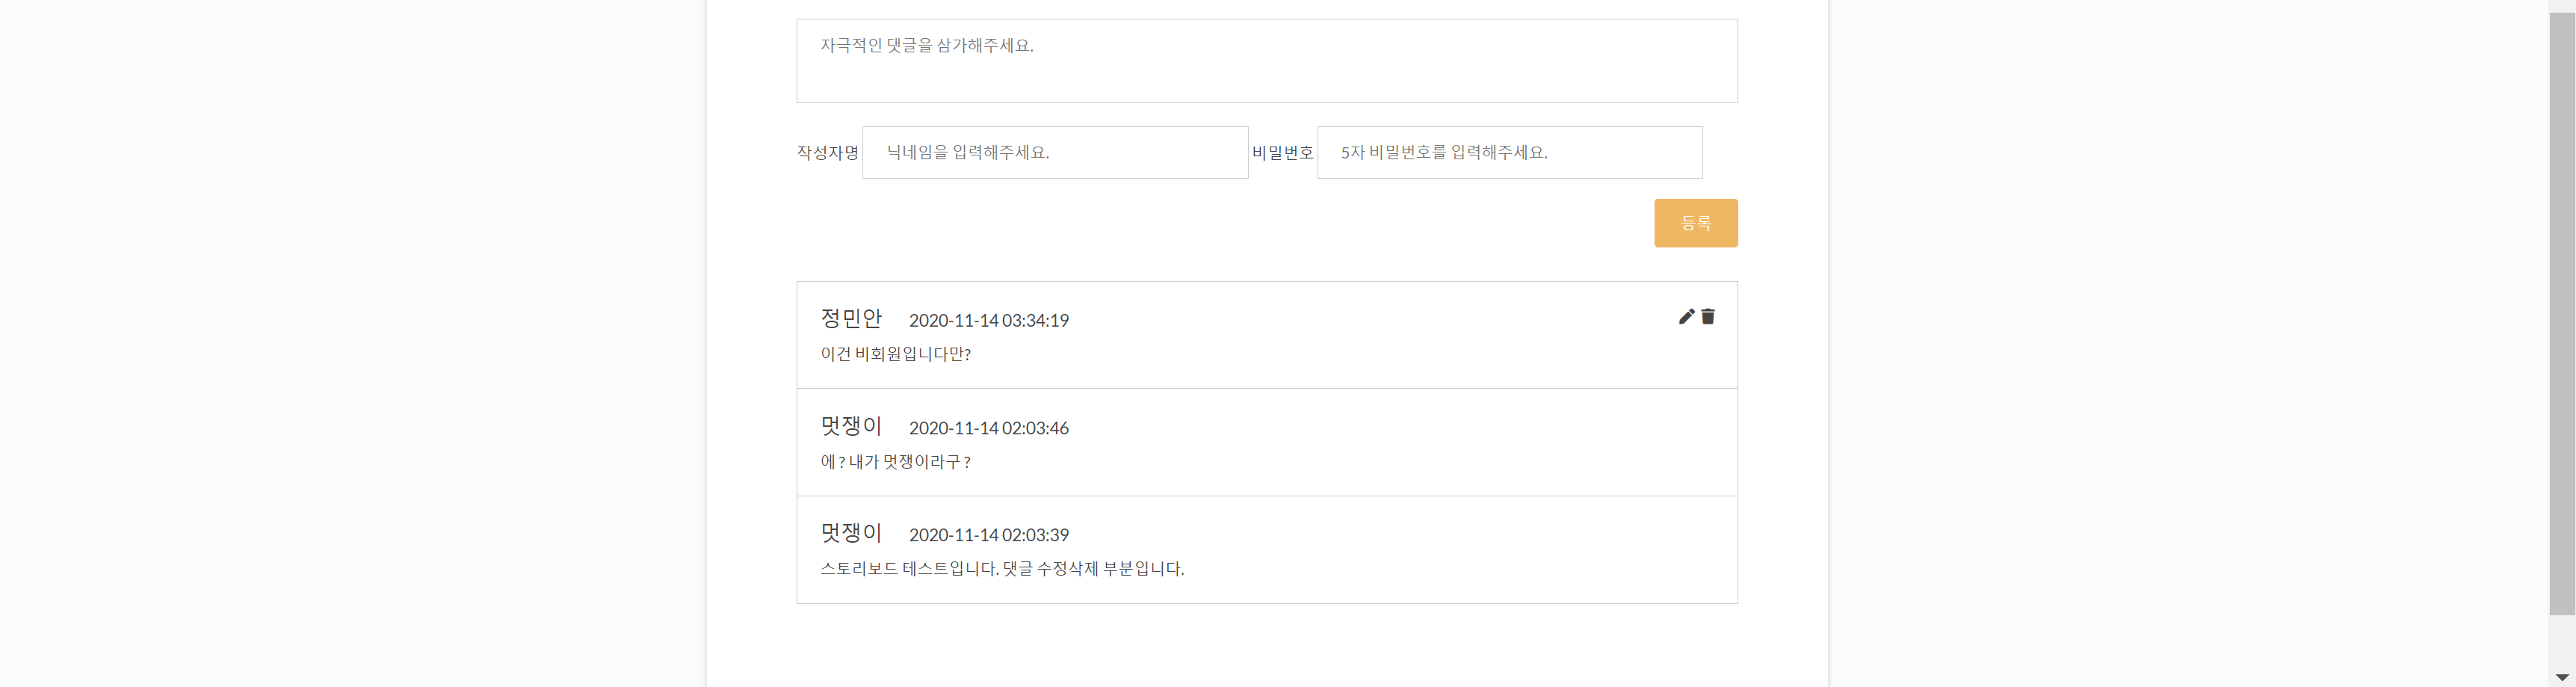 자극적인 댓글을 삼가해주세요.
작성자명 닉네임을 입력해주세요. 비밀번호 5자 비밀번호를 입력해주세요.
등록
정민안 2020-11-14 03:34:19
이건 비회원입니다만?
멋쟁이 2020-11-14 02:03:46
에 ? 내가 멋쟁이라구 ?
멋쟁이 2020-11-14 02:03:39
스토리보드 테스트입니다. 댓글 수정삭제 부분입니다.